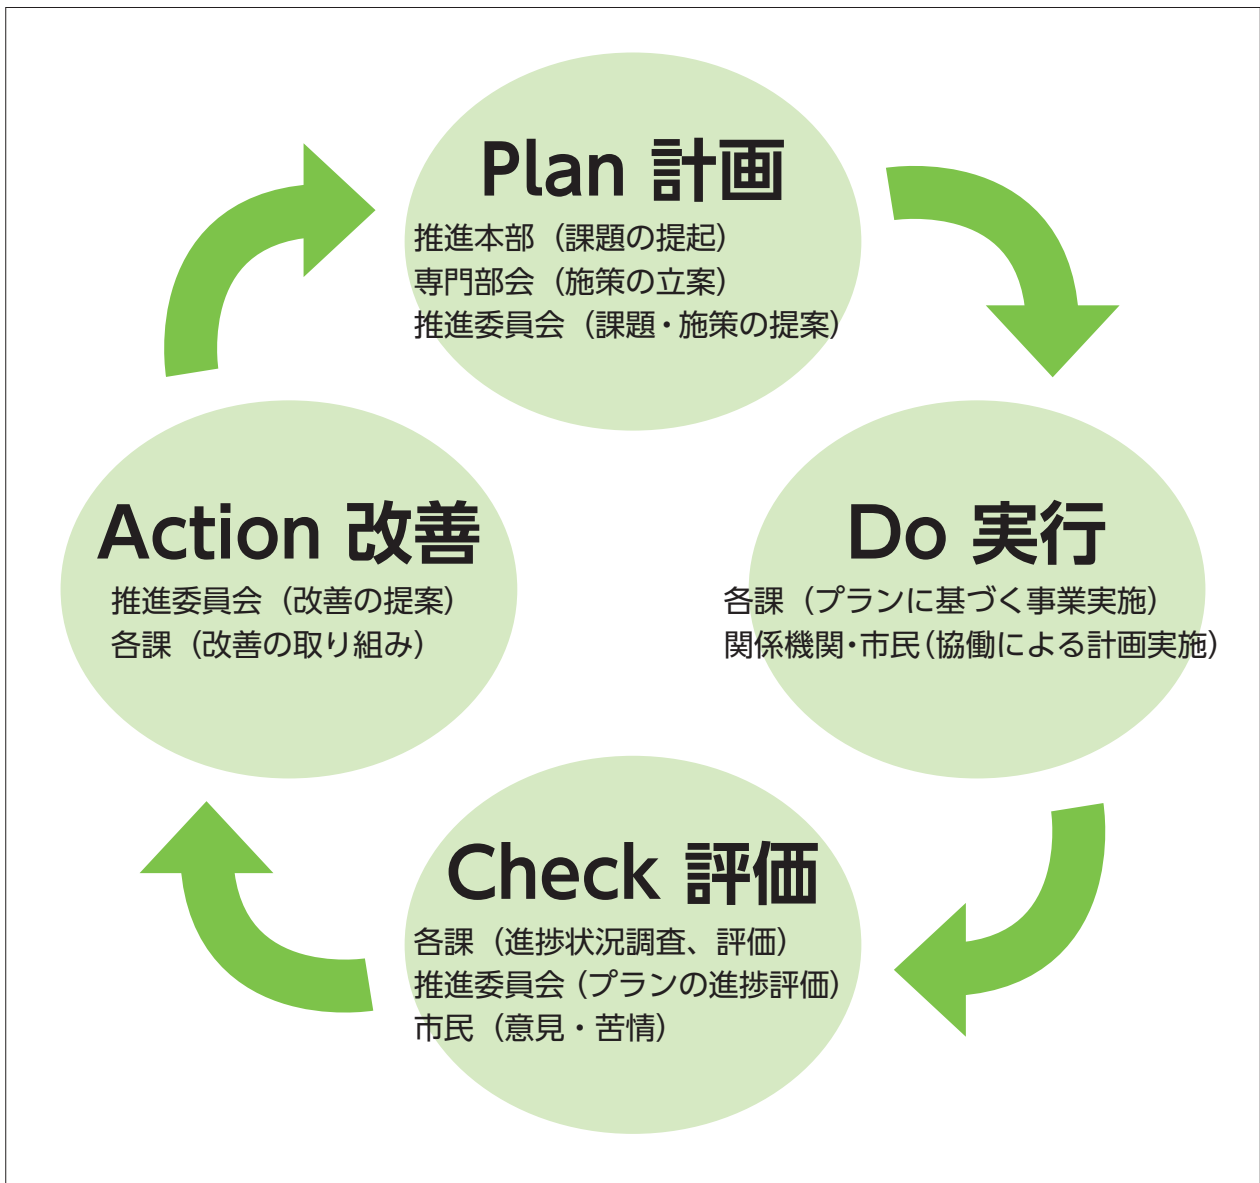 Plan 計画
推進本部（課題の提起）
専門部会（施策の立案）
推進委員会（課題・施策の提案）
Do 実行
各課（プランに基づく事業実施）
関係機関・市民（協働による計画実施）
Check 評価
各課（進捗状況調査、評価）
推進委員会（プランの進捗評価）
市民（意見・苦情）
Action 改善
推進委員会（改善の提案）
各課（改善の取り組み）